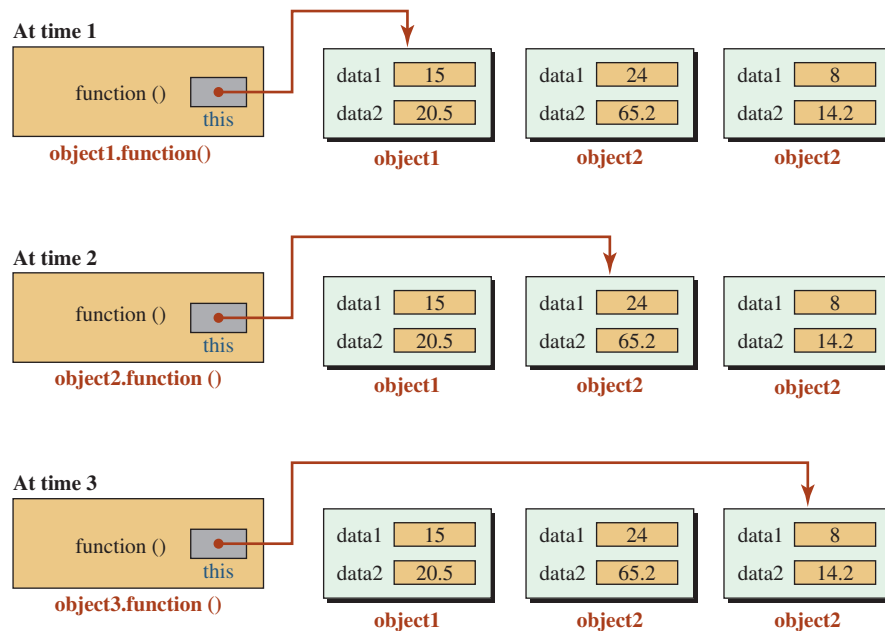 At time 1
function ()
this
object1.function()
data1 15
data2 20.5
object1
data1 24
data2 65.2
object2
data1 8
data2 14.2
object2
At time 2
function ()
this
object2.function ()
data1 15
data2 20.5
object1
data1 24
data2 65.2
object2
data1 8
data2 14.2
object2
At time 3
function ()
this
object3.function ()
data1 15
data2 20.5
object1
data1 24
data2 65.2
object2
data1 8
data2 14.2
object2